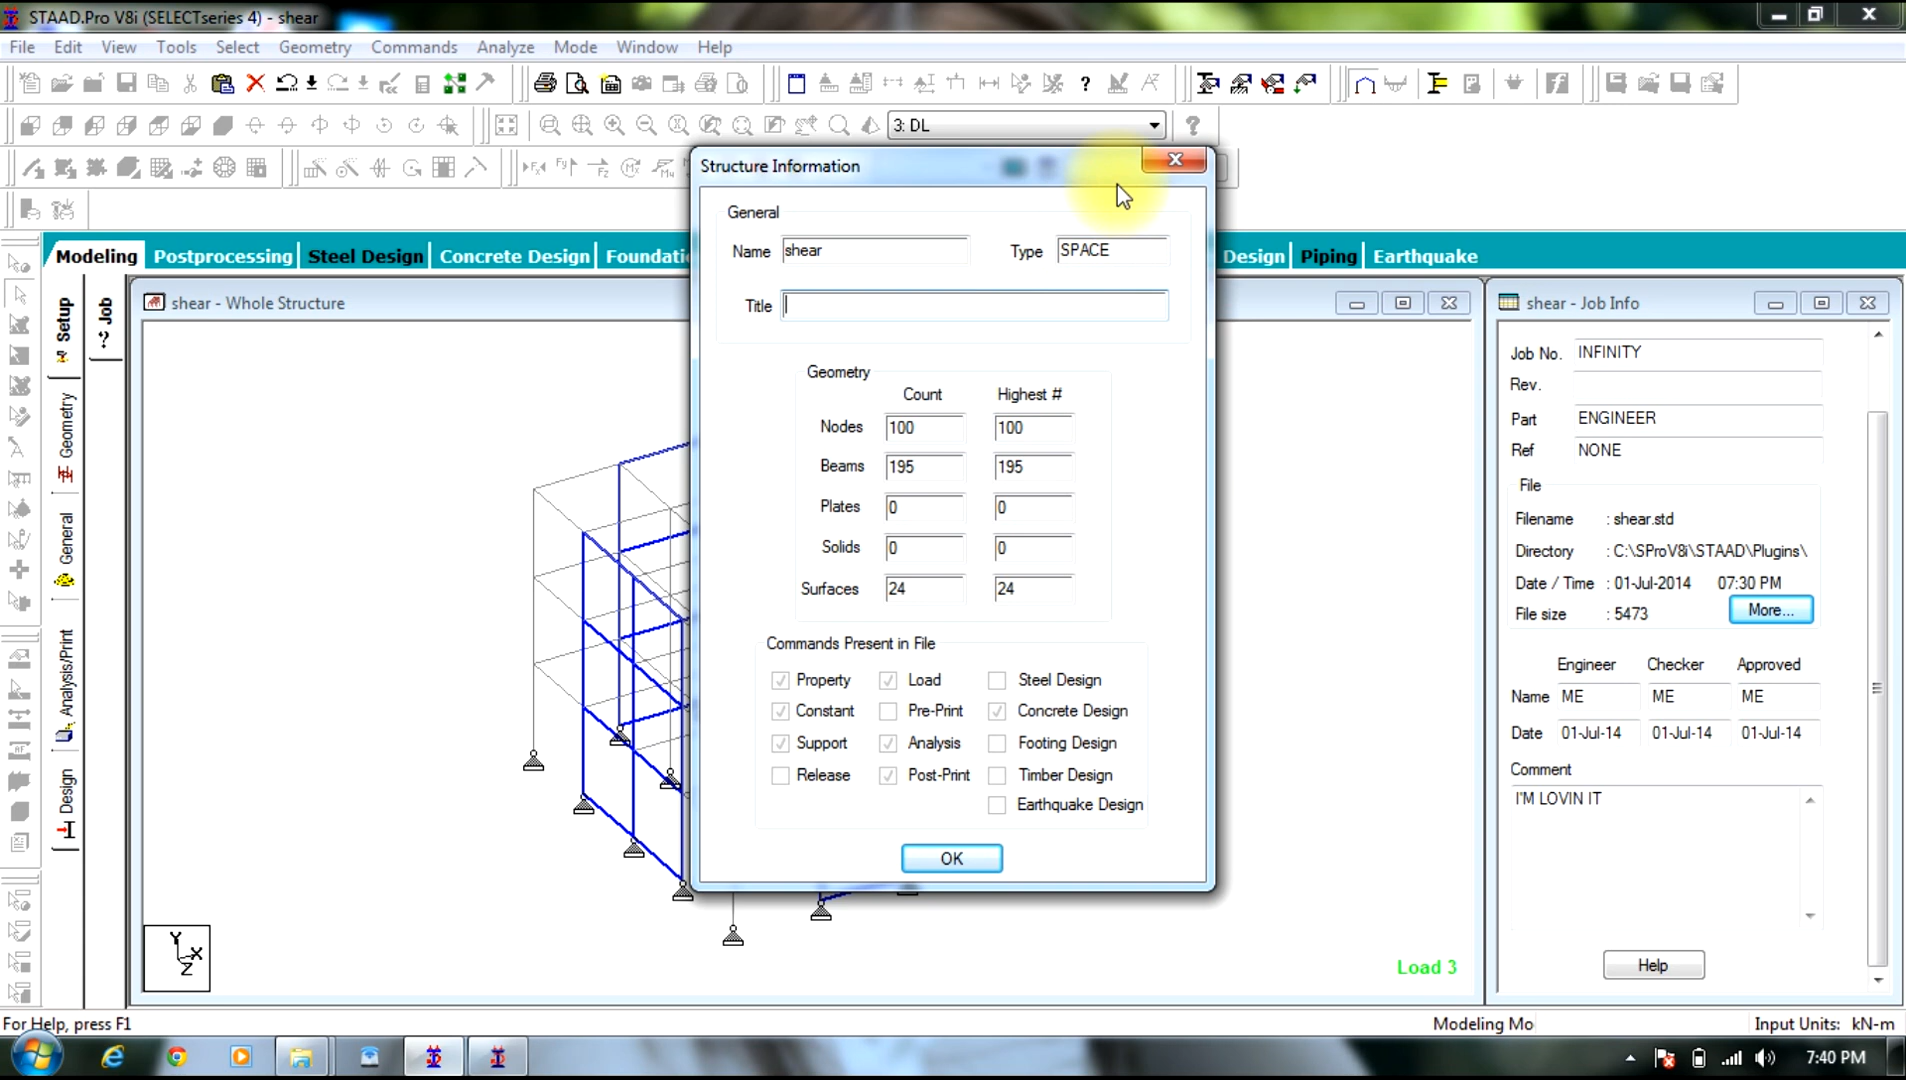 STAAD.Pro V8i (SELECTseries 4) - shear
File Edit View Tools Select Geometry Commands Analyze Mode Window Help
3: DL
Modeling Postprocessing Steel Design Concrete Design Foundati Design Piping Earthquake
Setup
Job
Geometry
General
Analysis/Print
Design
shear - Whole Structure
Y
X
Z
Load 3
Structure Information
General
Name shear Type SPACE
Title
Geometry
Count Highest #
Nodes 100 100
Beams 195 195
Plates 0 0
Solids 0 0
Surfaces 24 24
Commands Present in File
Property Load Steel Design
Constant Pre-Print Concrete Design
Support Analysis Footing Design
Release Post-Print Timber Design
Earthquake Design
OK
shear - Job Info
Job No. INFINITY
Rev.
Part ENGINEER
Ref NONE
File
Filename : shear.std
Directory : C:\SProV8i\STAAD\Plugins\
Date / Time : 01-Jul-2014 07:30 PM
File size : 5473 More...
Engineer Checker Approved
Name ME ME ME
Date 01-Jul-14 01-Jul-14 01-Jul-14
Comment
I'M LOVIN IT
Help
For Help, press F1
Modeling Mo
Input Units: kN-m
7:40 PM